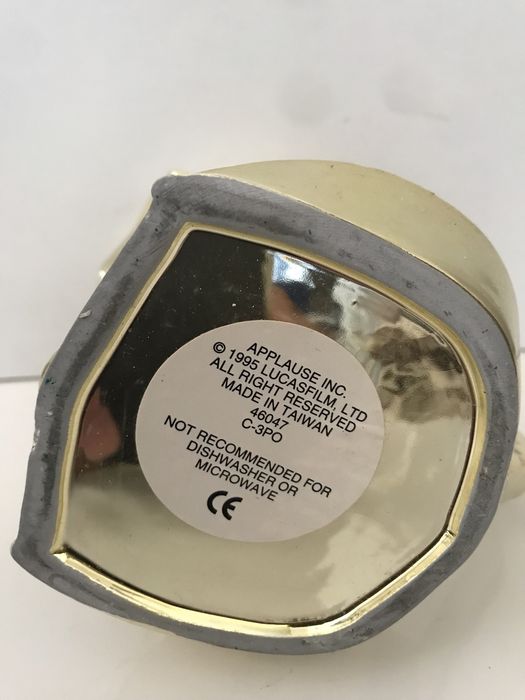 APPLAUSE INC.
© 1995 LUCASFILM, LTD
ALL RIGHT RESERVED
MADE IN TAIWAN
46047
C-3PO
NOT RECOMMENDED FOR
DISHWASHER OR
MICROWAVE
CE